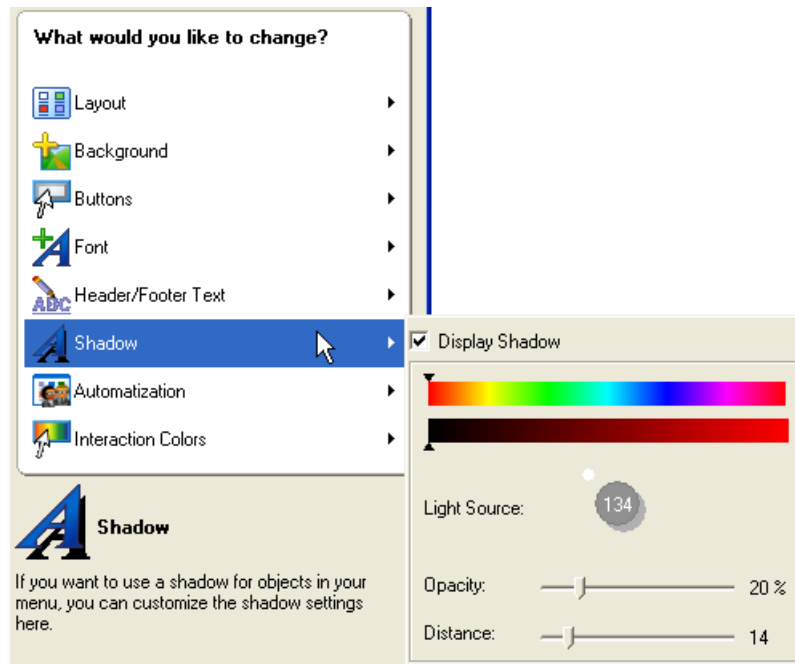 What would you like to change?
Layout
Background
Buttons
Font
ABC
Header/Footer Text
Shadow
Display Shadow
Automatization
Interaction Colors
Light Source:
134
Shadow
If you want to use a shadow for objects in your
menu, you can customize the shadow settings
here.
Opacity:
20 %
Distance:
14